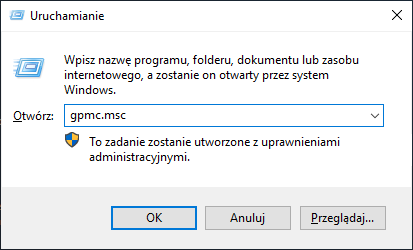 Uruchamianie
Wpisz nazwę programu, folderu, dokumentu lub zasobu
internetowego, a zostanie on otwarty przez system
Windows.
Otwórz: gpmc.msc
To zadanie zostanie utworzone z uprawnieniami
administracyjnymi.
OK Anuluj Przeglądaj...